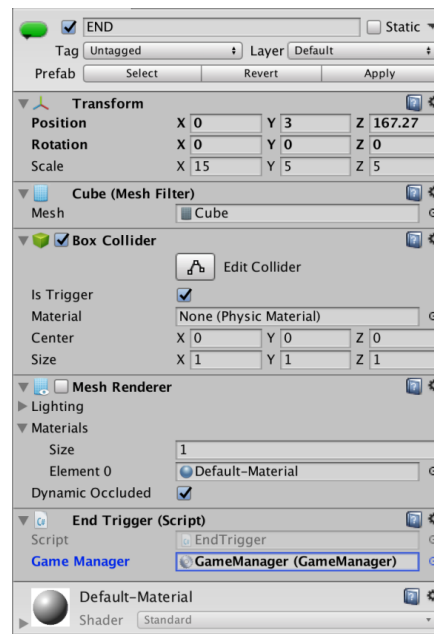 END Static
Tag Untagged Layer Default
Prefab Select Revert Apply
Transform
Position X 0 Y 3 Z 167.27
Rotation X 0 Y 0 Z 0
Scale X 15 Y 5 Z 5
Cube (Mesh Filter)
Mesh Cube
Box Collider
Edit Collider
Is Trigger
Material None (Physic Material)
Center X 0 Y 0 Z 0
Size X 1 Y 1 Z 1
Mesh Renderer
Lighting
Materials
Size 1
Element 0 Default-Material
Dynamic Occluded
End Trigger (Script)
Script EndTrigger
Game Manager GameManager (GameManager)
Default-Material
Shader Standard